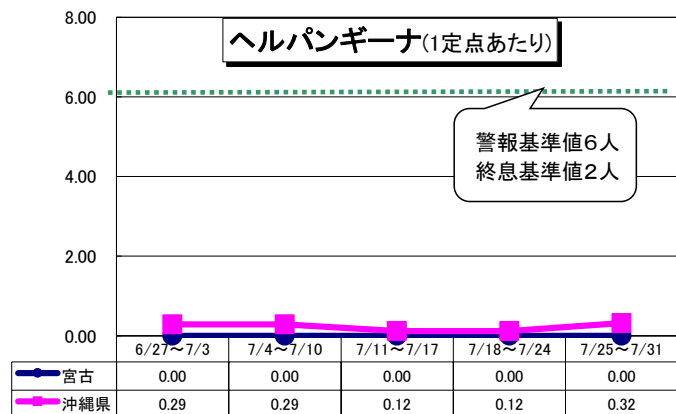 ヘルパンギーナ(1定点あたり)
8.00
6.00
4.00
2.00
0.00
警報基準値6人
終息基準値2人
6/27～7/3 7/4～7/10 7/11～7/17 7/18～7/24 7/25～7/31
宮古 0.00 0.00 0.00 0.00 0.00
沖縄県 0.29 0.29 0.12 0.12 0.32